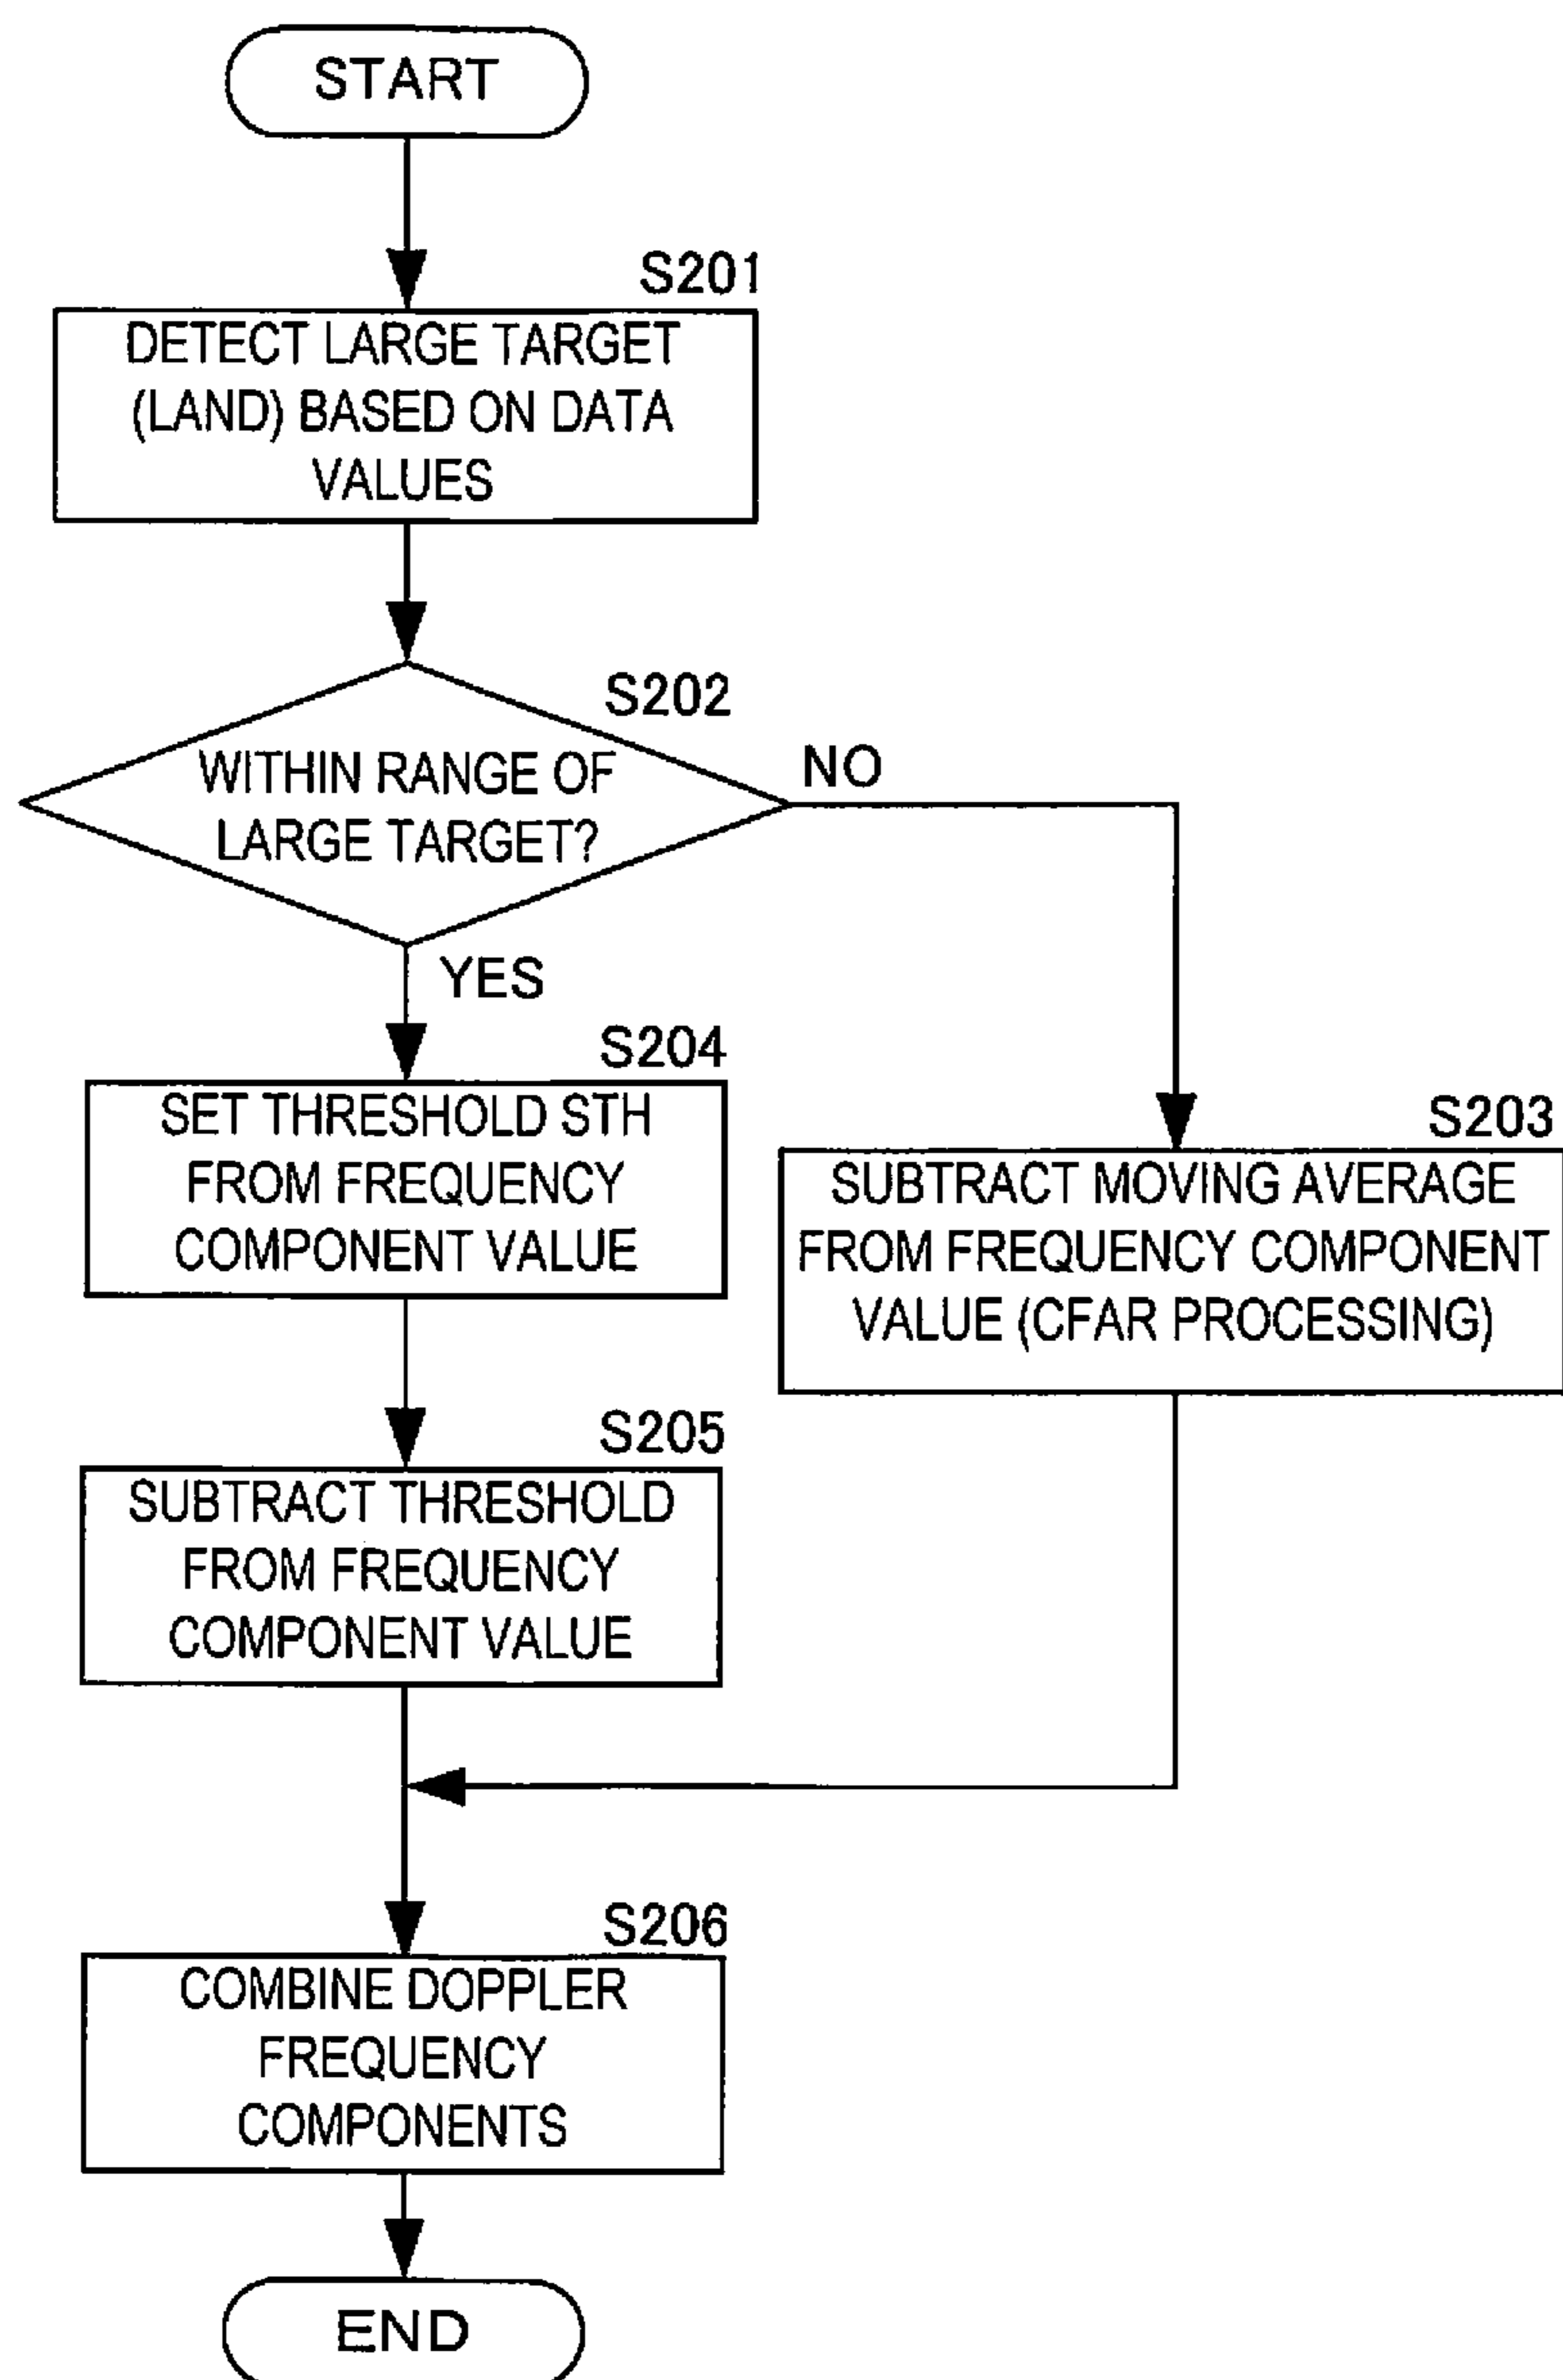 START
S201
DETECT LARGE TARGET
(LAND) BASED ON DATA
VALUES
S202
WITHIN RANGE OF
LARGE TARGET?
NO
YES
S204
SET THRESHOLD STH
FROM FREQUENCY
COMPONENT VALUE
S203
SUBTRACT MOVING AVERAGE
FROM FREQUENCY COMPONENT
VALUE (CFAR PROCESSING)
S205
SUBTRACT THRESHOLD
FROM FREQUENCY
COMPONENT VALUE
S206
COMBINE DOPPLER
FREQUENCY
COMPONENTS
END